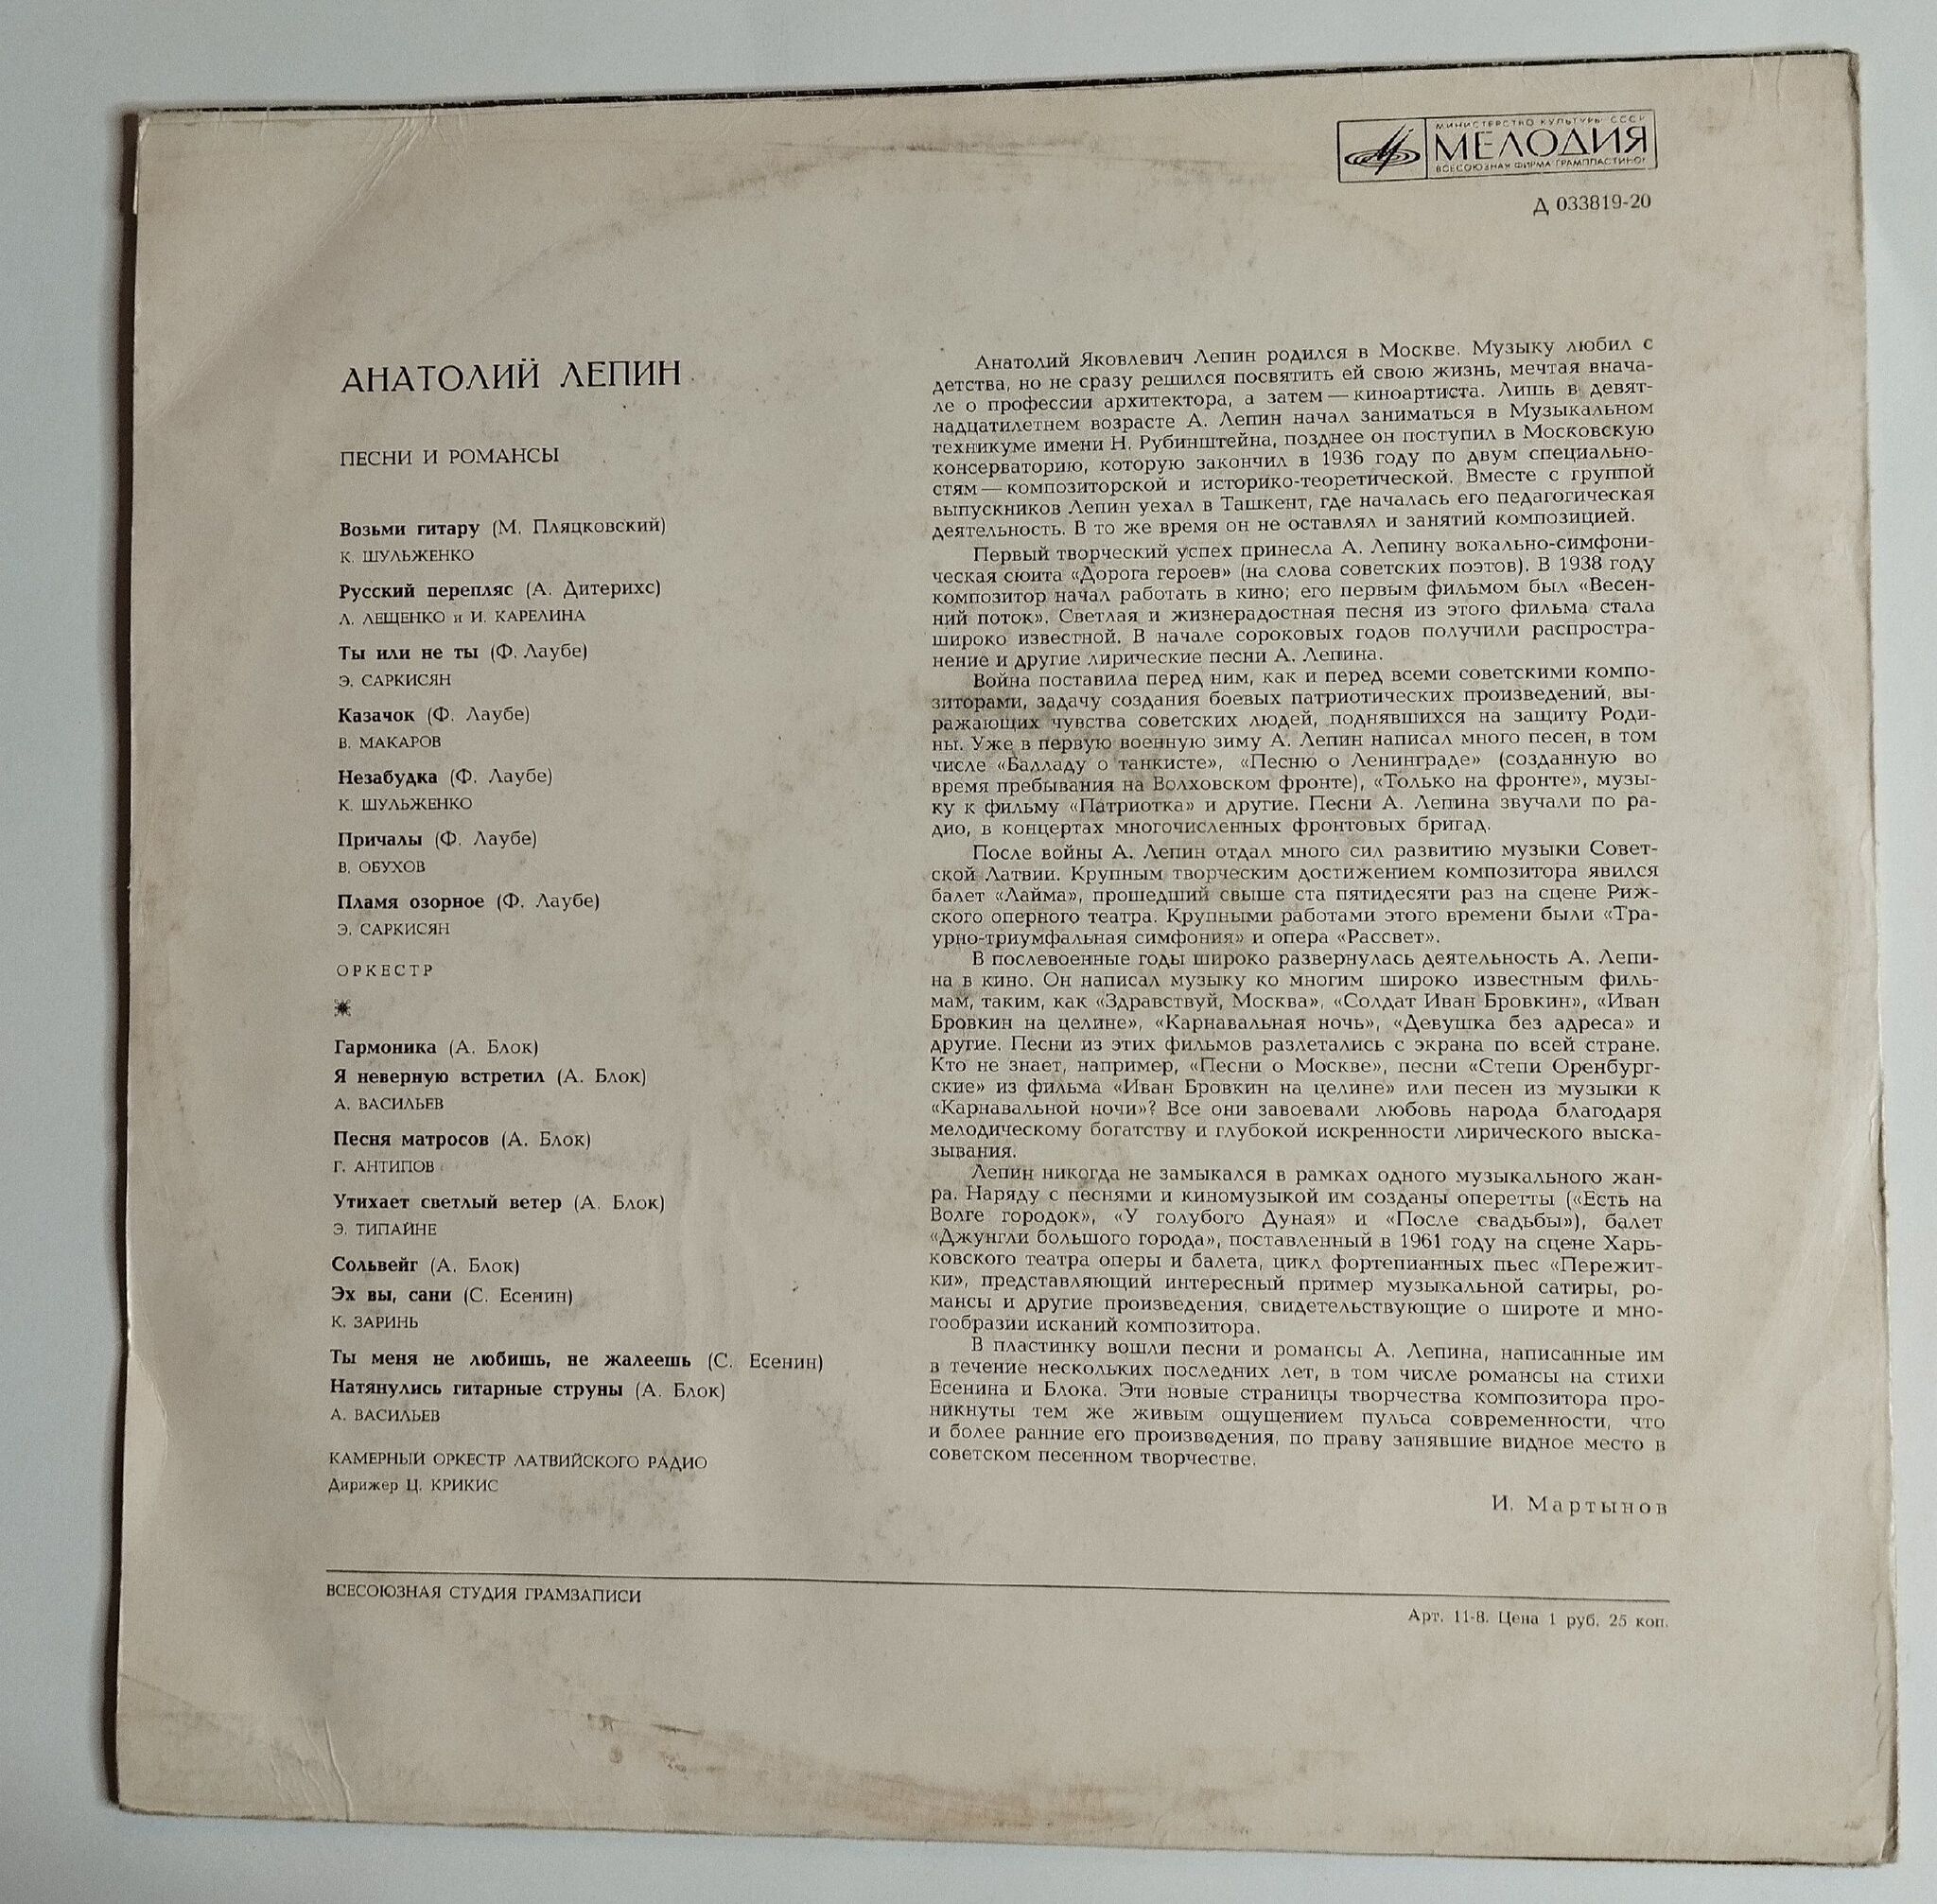 МИНИСТЕРСТВО КУЛЬТУРЫ СССР
МЕЛОДИЯ
ВСЕСОЮЗНАЯ ФИРМА ГРАМПЛАСТИНОК
Д 033819-20
АНАТОЛИЙ ЛЕПИН
ПЕСНИ И РОМАНСЫ
Возьми гитару (М. Пляцковский)
К. ШУЛЬЖЕНКО
Русский перепляс (А. Дитерихс)
Л. ЛЕЩЕНКО и И. КАРЕЛИНА
Ты или не ты (Ф. Лаубе)
Э. САРКИСЯН
Казачок (Ф. Лаубе)
В. МАКАРОВ
Незабудка (Ф. Лаубе)
К. ШУЛЬЖЕНКО
Причалы (Ф. Лаубе)
В. ОБУХОВ
Пламя озорное (Ф. Лаубе)
Э. САРКИСЯН
ОРКЕСТР
Гармоника (А. Блок)
Я неверную встретил (А. Блок)
А. ВАСИЛЬЕВ
Песня матросов (А. Блок)
Г. АНТИПОВ
Утихает светлый ветер (А. Блок)
Э. ТИПАЙНЕ
Сольвейг (А. Блок)
Эх вы, сани (С. Есенин)
К. ЗАРИНЬ
Ты меня не любишь, не жалеешь (С. Есенин)
Натянулись гитарные струны (А. Блок)
А. ВАСИЛЬЕВ
КАМЕРНЫЙ ОРКЕСТР ЛАТВИЙСКОГО РАДИО
Дирижер Ц. КРИКИС
Анатолий Яковлевич Лепин родился в Москве. Музыку любил с
детства, но не сразу решился посвятить ей свою жизнь, мечтая внача-
ле о профессии архитектора, а затем — киноартиста. Лишь в девят-
надцатилетнем возрасте А. Лепин начал заниматься в Музыкальном
техникуме имени Н. Рубинштейна, позднее он поступил в Московскую
консерваторию, которую закончил в 1936 году по двум специально-
стям — композиторской и историко-теоретической. Вместе с группой
выпускников Лепин уехал в Ташкент, где началась его педагогическая
деятельность. В то же время он не оставлял и занятий композицией.
Первый творческий успех принесла А. Лепину вокально-симфони-
ческая сюита «Дорога героев» (на слова советских поэтов). В 1938 году
композитор начал работать в кино; его первым фильмом был «Весен-
ний поток». Светлая и жизнерадостная песня из этого фильма стала
широко известной. В начале сороковых годов получили распростра-
нение и другие лирические песни А. Лепина.
Война поставила перед ним, как и перед всеми советскими компо-
зиторами, задачу создания боевых патриотических произведений, вы-
ражающих чувства советских людей, поднявшихся на защиту Роди-
ны. Уже в первую военную зиму А. Лепин написал много песен, в том
числе «Балладу о танкисте», «Песню о Ленинграде» (созданную во
время пребывания на Волховском фронте), «Только на фронте», музы-
ку к фильму «Патриотка» и другие. Песни А. Лепина звучали по ра-
дио, в концертах многочисленных фронтовых бригад.
После войны А. Лепин отдал много сил развитию музыки Совет-
ской Латвии. Крупным творческим достижением композитора явился
балет «Лайма», прошедший свыше ста пятидесяти раз на сцене Риж-
ского оперного театра. Крупными работами этого времени были «Тра-
урно-триумфальная симфония» и опера «Рассвет».
В послевоенные годы широко развернулась деятельность А. Лепи-
на в кино. Он написал музыку ко многим широко известным филь-
мам, таким, как «Здравствуй, Москва», «Солдат Иван Бровкин», «Иван
Бровкин на целине», «Карнавальная ночь», «Девушка без адреса» и
другие. Песни из этих фильмов разлетались с экрана по всей стране.
Кто не знает, например, «Песни о Москве», песни «Степи Оренбург-
ские» из фильма «Иван Бровкин на целине» или песен из музыки к
«Карнавальной ночи»? Все они завоевали любовь народа благодаря
мелодическому богатству и глубокой искренности лирического выска-
зывания.
Лепин никогда не замыкался в рамках одного музыкального жан-
ра. Наряду с песнями и киномузыкой им созданы оперетты («Есть на
Волге городок», «У голубого Дуная» и «После свадьбы»), балет
«Джунгли большого города», поставленный в 1961 году на сцене Харь-
ковского театра оперы и балета, цикл фортепианных пьес «Пережит-
ки», представляющий интересный пример музыкальной сатиры, ро-
мансы и другие произведения, свидетельствующие о широте и мно-
гообразии исканий композитора.
В пластинку вошли песни и романсы А. Лепина, написанные им
в течение нескольких последних лет, в том числе романсы на стихи
Есенина и Блока. Эти новые страницы творчества композитора про-
никнуты тем же живым ощущением пульса современности, что
и более ранние его произведения, по праву занявшие видное место в
советском песенном творчестве.
И. Мартынов
ВСЕСОЮЗНАЯ СТУДИЯ ГРАМЗАПИСИ
Арт. 11-8. Цена 1 руб. 25 коп.